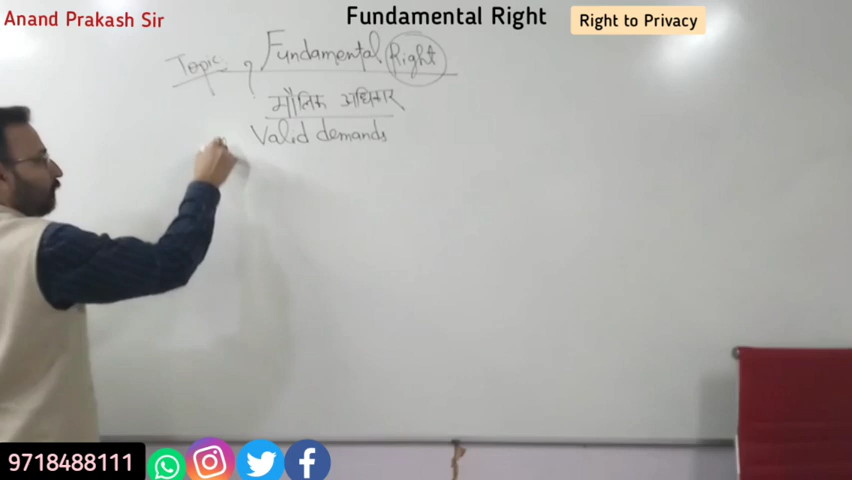 Anand Prakash Sir
Fundamental Right
Right to Privacy
Topic, Fundamental Right
मौलिक अधिकार
Valid demands
9718488111